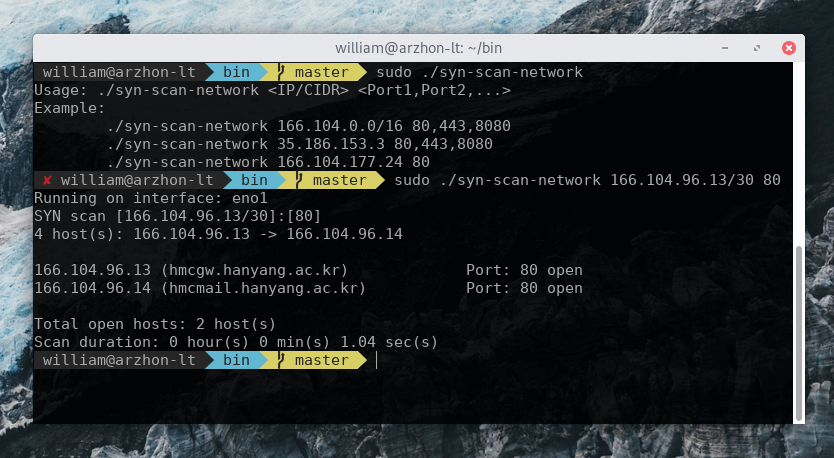 william@arzhon-lt: ~/bin
william@arzhon-lt bin master sudo ./syn-scan-network
Usage: ./syn-scan-network <IP/CIDR> <Port1,Port2,...>
Example:
./syn-scan-network 166.104.0.0/16 80,443,8080
./syn-scan-network 35.186.153.3 80,443,8080
./syn-scan-network 166.104.177.24 80
✘ william@arzhon-lt bin master sudo ./syn-scan-network 166.104.96.13/30 80
Running on interface: eno1
SYN scan [166.104.96.13/30]:[80]
4 host(s): 166.104.96.13 -> 166.104.96.14
166.104.96.13 (hmcgw.hanyang.ac.kr) Port: 80 open
166.104.96.14 (hmcmail.hanyang.ac.kr) Port: 80 open
Total open hosts: 2 host(s)
Scan duration: 0 hour(s) 0 min(s) 1.04 sec(s)
william@arzhon-lt bin master